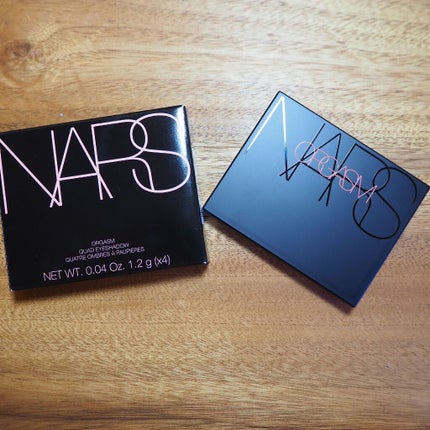 NARS
ORGASM
QUAD EYESHADOW
QUATRE OMBRES À PAUPIÈRES
NET WT. 0.04 Oz. 1.2 g (x4)
NARS
ORGASM